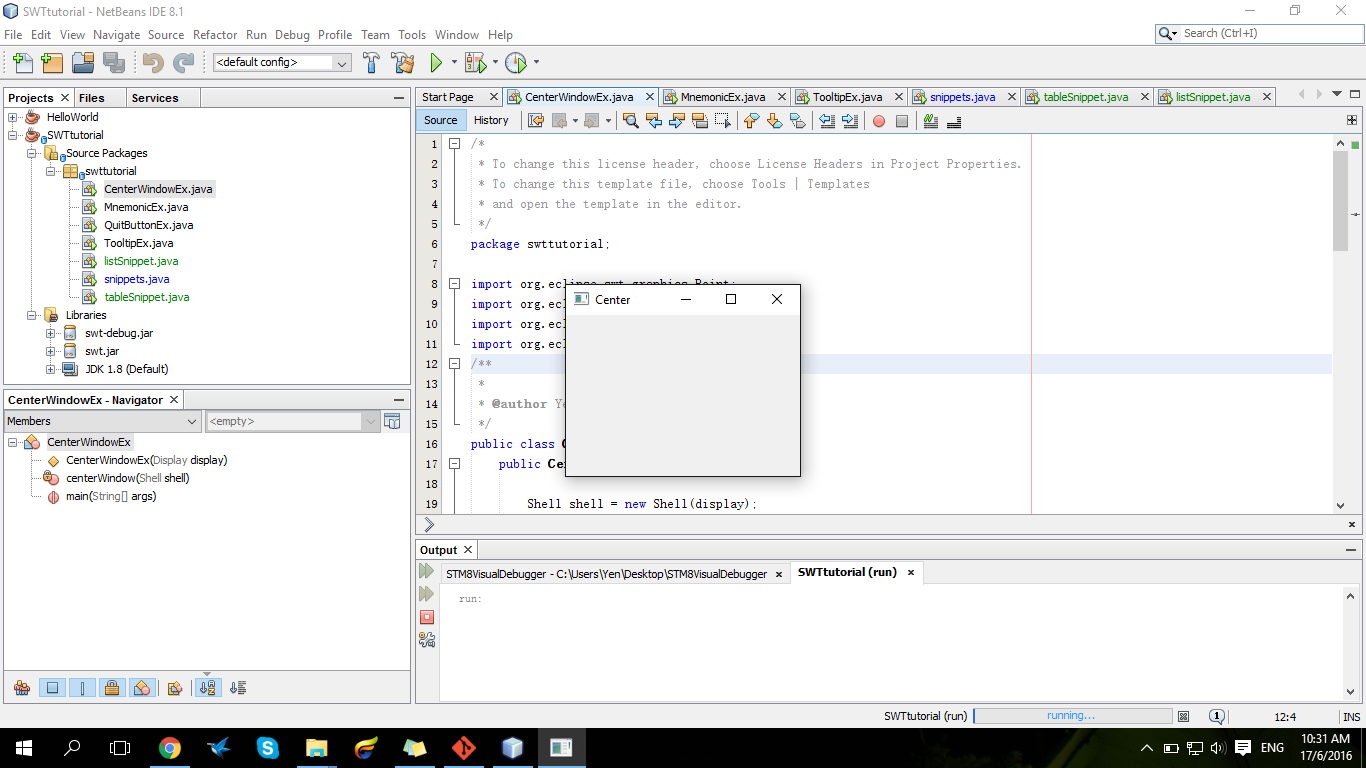 SWTtutorial - NetBeans IDE 8.1
File Edit View Navigate Source Refactor Run Debug Profile Team Tools Window Help
Search (Ctrl+I)
<default config>
Projects Files Services
HelloWorld
SWTtutorial
Source Packages
swttutorial
CenterWindowEx.java
MnemonicEx.java
QuitButtonEx.java
TooltipEx.java
listSnippet.java
snippets.java
tableSnippet.java
Libraries
swt-debug.jar
swt.jar
JDK 1.8 (Default)
CenterWindowEx - Navigator
Members <empty>
CenterWindowEx
CenterWindowEx(Display display)
centerWindow(Shell shell)
main(String[] args)
Start Page CenterWindowEx.java MnemonicEx.java TooltipEx.java snippets.java tableSnippet.java listSnippet.java
Source History
1 /*
2 * To change this license header, choose License Headers in Project Properties.
3 * To change this template file, choose Tools | Templates
4 * and open the template in the editor.
5 */
6 package swttutorial;
7
8 import org.eclipse.swt.graphics.Point;
9 import org.ecl
10 import org.ecl
11 import org.ecl
12 /**
13 *
14 * @author Ye
15 */
16 public class C
17 public Ce
18
19 Shell shell = new Shell(display);
Center
Output
STM8VisualDebugger - C:\Users\Yen\Desktop\STM8VisualDebugger SWTtutorial (run)
run:
SWTtutorial (run) running... 1 12:4 INS
ENG 10:31 AM
17/6/2016